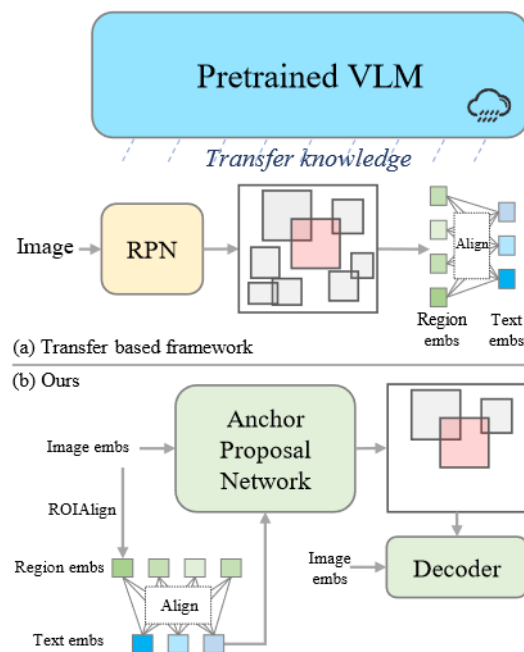 Pretrained VLM
Transfer knowledge
Image
RPN
Align
Region
embs
Text
embs
(a) Transfer based framework
(b) Ours
Image embs
Anchor
Proposal
Network
ROIAlign
Region embs
Align
Text embs
Image
embs
Decoder